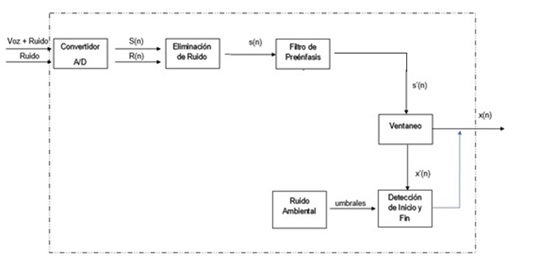 Voz + Ruido'
Ruido
Convertidor
A/D
S(n)
R(n)
Eliminación
de Ruido
s(n)
Filtro de
Preénfasis
s'(n)
Ventaneo
x(n)
x'(n)
Ruido
Ambiental
umbrales
Detección
de Inicio y
Fin